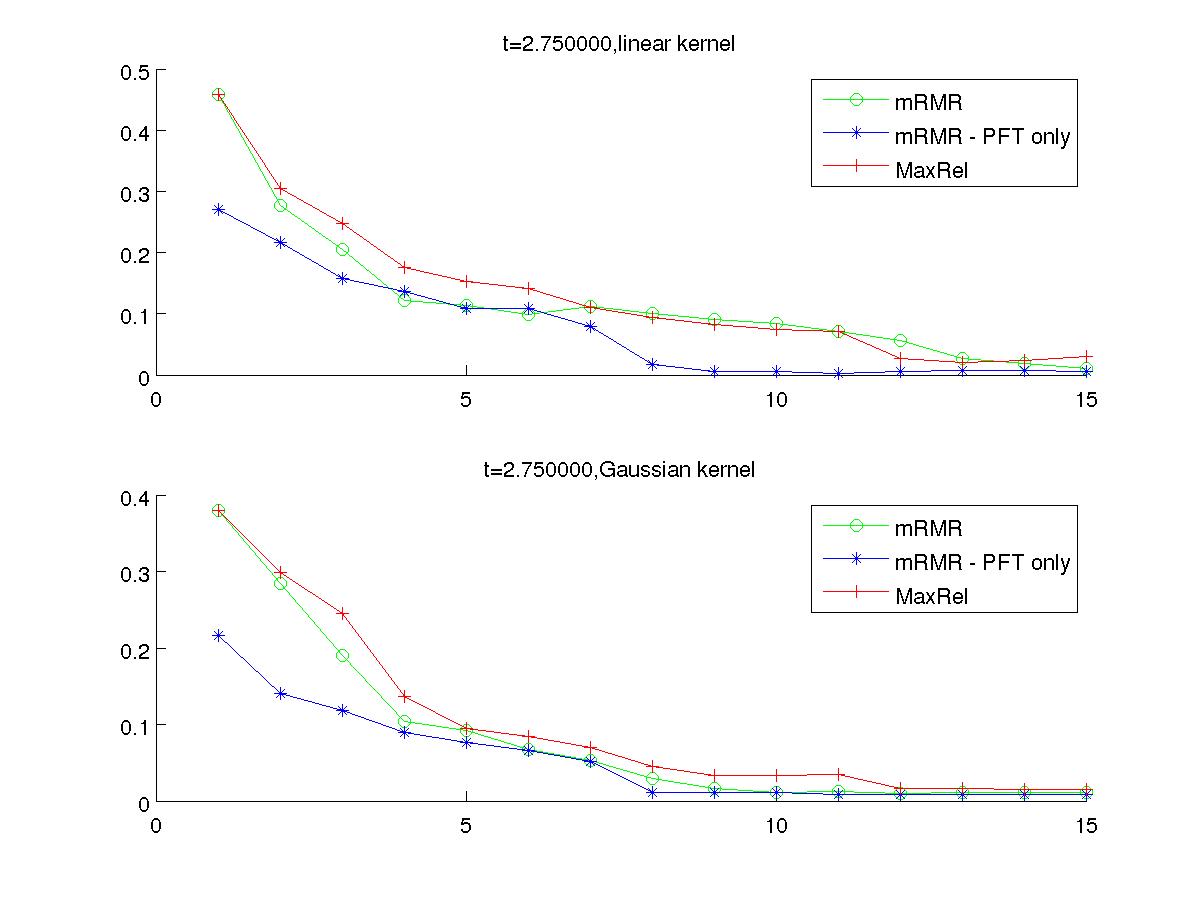 t=2.750000,linear kernel
0.5
0.4
0.3
0.2
0.1
0
0 5 10 15
mRMR
mRMR - PFT only
MaxRel
t=2.750000,Gaussian kernel
0.4
0.3
0.2
0.1
0
0 5 10 15
mRMR
mRMR - PFT only
MaxRel